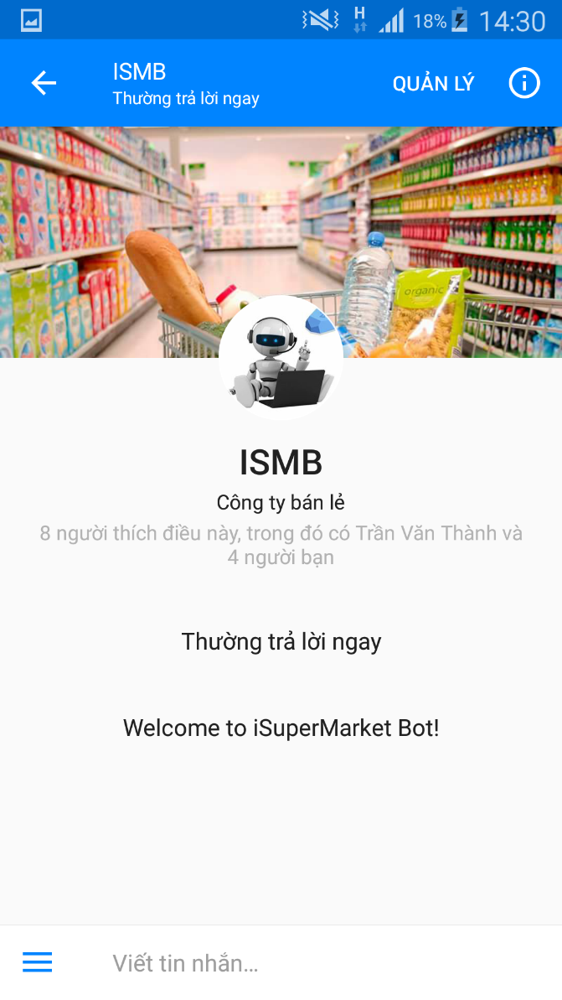 H 18% 14:30
ISMB
Thường trả lời ngay
QUẢN LÝ
organic
ISMB
Công ty bán lẻ
8 người thích điều này, trong đó có Trần Văn Thành và
4 người bạn
Thường trả lời ngay
Welcome to iSuperMarket Bot!
Viết tin nhắn...